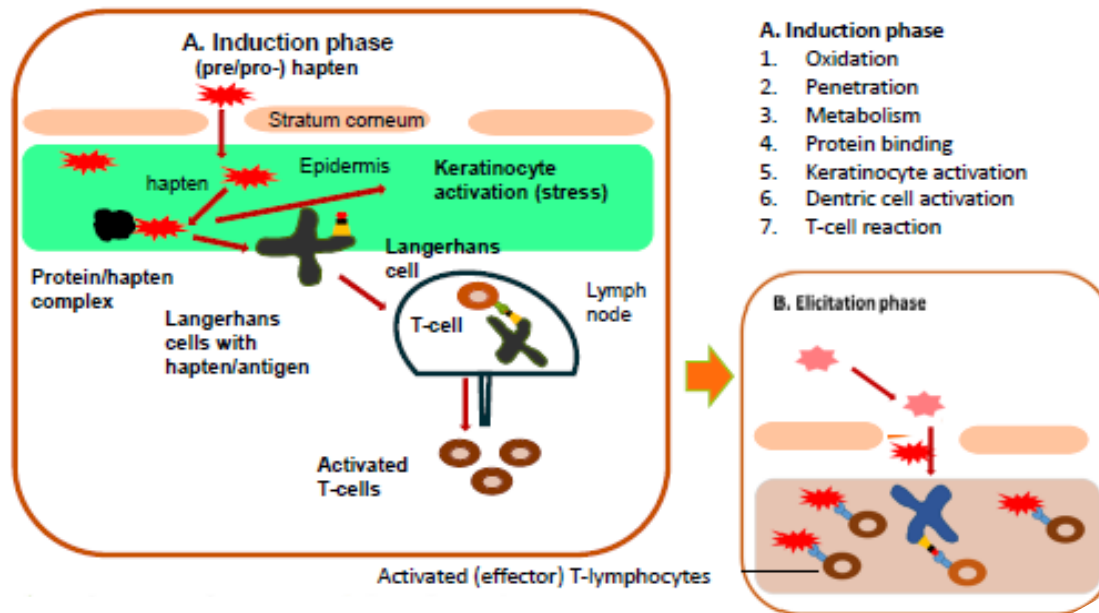 A. Induction phase
(pre/pro-) hapten
Stratum corneum
Epidermis
hapten
Keratinocyte
activation (stress)
Protein/hapten
complex
Langerhans
cell
Langerhans
cells with
hapten/antigen
T-cell
Lymph
node
Activated
T-cells
A. Induction phase
1. Oxidation
2. Penetration
3. Metabolism
4. Protein binding
5. Keratinocyte activation
6. Dentric cell activation
7. T-cell reaction
B. Elicitation phase
Activated (effector) T-lymphocytes